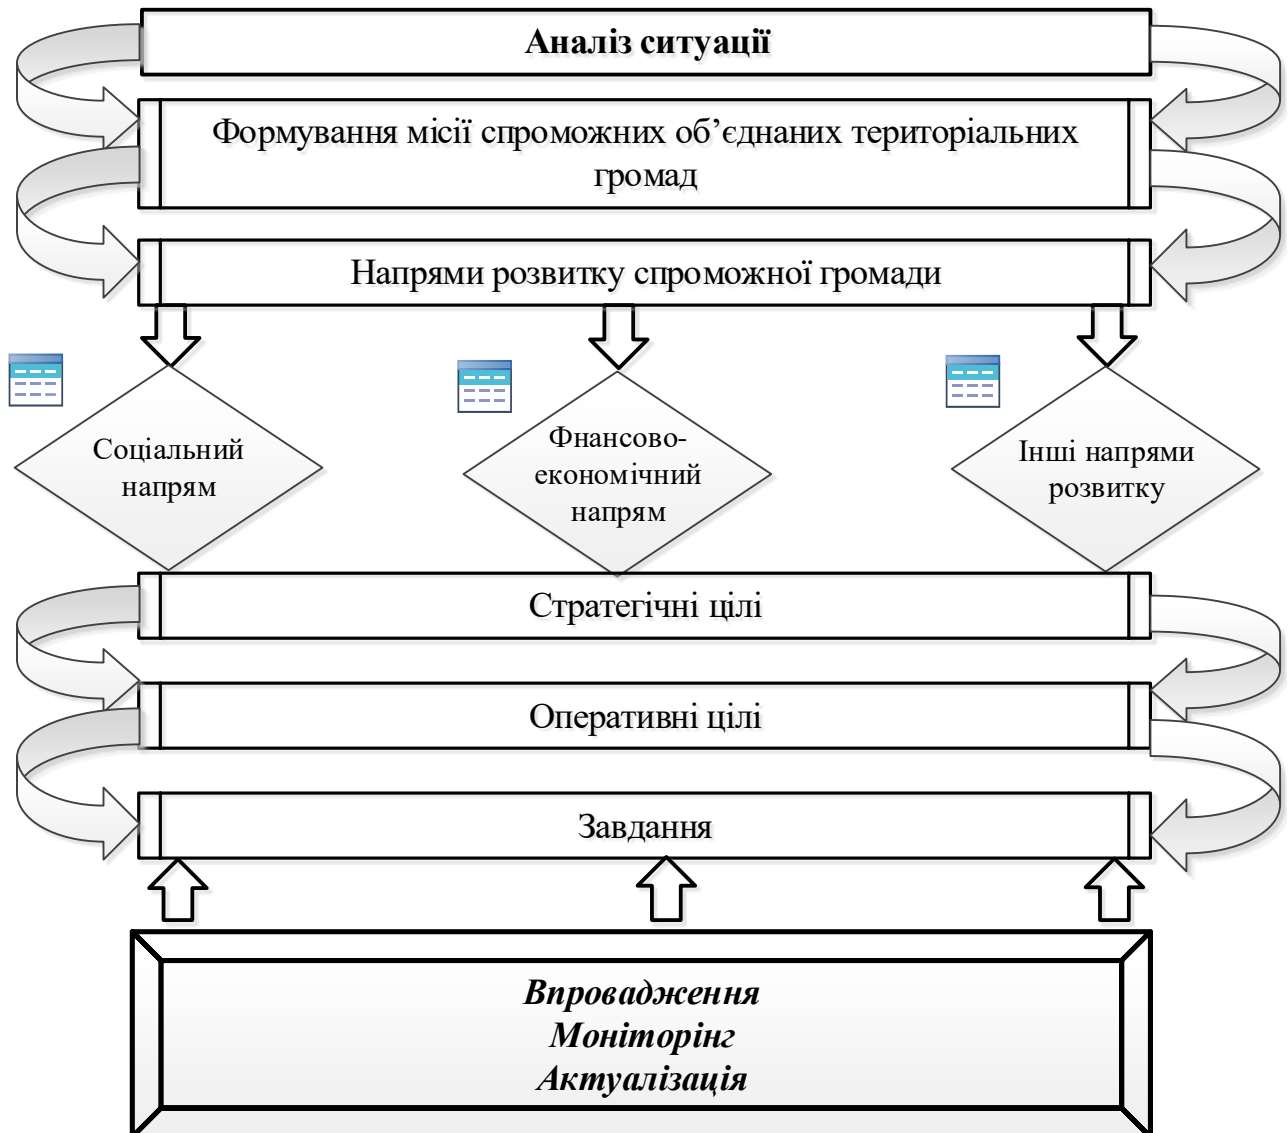 Аналіз ситуації
Формування місії спроможних об’єднаних територіальних
громад
Напрями розвитку спроможної громади
Соціальний
напрям
Фнансово-
економічний
напрям
Інші напрями
розвитку
Стратегічні цілі
Оперативні цілі
Завдання
Впровадження
Моніторінг
Актуалізація